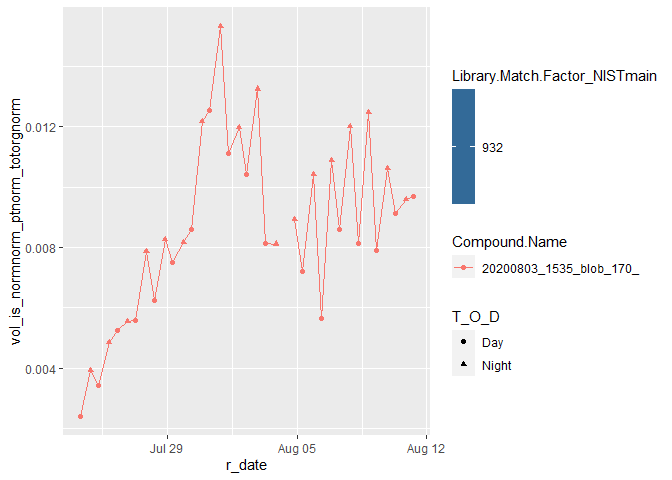 vol_is_normnorm_ptnorm_totorgnorm
0.012
0.008
0.004
Jul 29
Aug 05
Aug 12
r_date
Library.Match.Factor_NISTmain
932
Compound.Name
20200803_1535_blob_170_
T_O_D
Day
Night